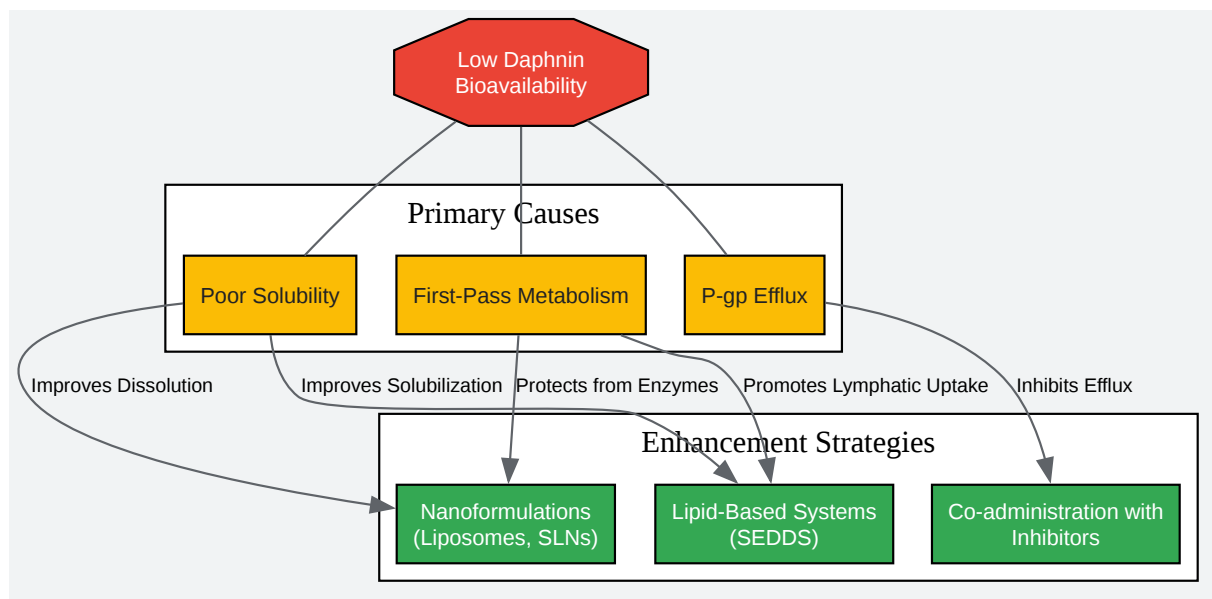 Low Daphnin
Bioavailability
Primary Causes
Poor Solubility
First-Pass Metabolism
P-gp Efflux
Improves Dissolution
Improves Solubilization
Protects from Enzymes
Promotes Lymphatic Uptake
Inhibits Efflux
Enhancement Strategies
Nanoformulations
(Liposomes, SLNs)
Lipid-Based Systems
(SEDDS)
Co-administration with
Inhibitors